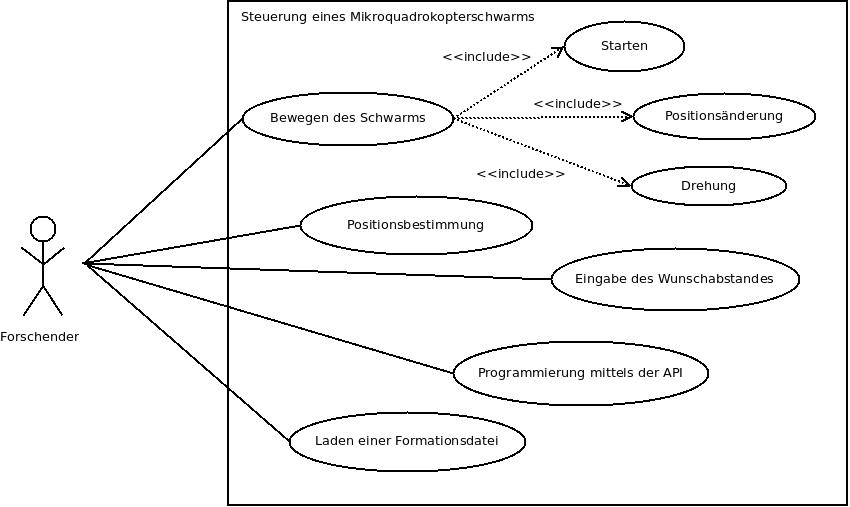 Steuerung eines Mikroquadrokopterschwarms
Starten
<<include>>
<<include>>
Positionsänderung
Bewegen des Schwarms
<<include>>
Drehung
Positionsbestimmung
Eingabe des Wunschabstandes
Forschender
Programmierung mittels der API
Laden einer Formationsdatei